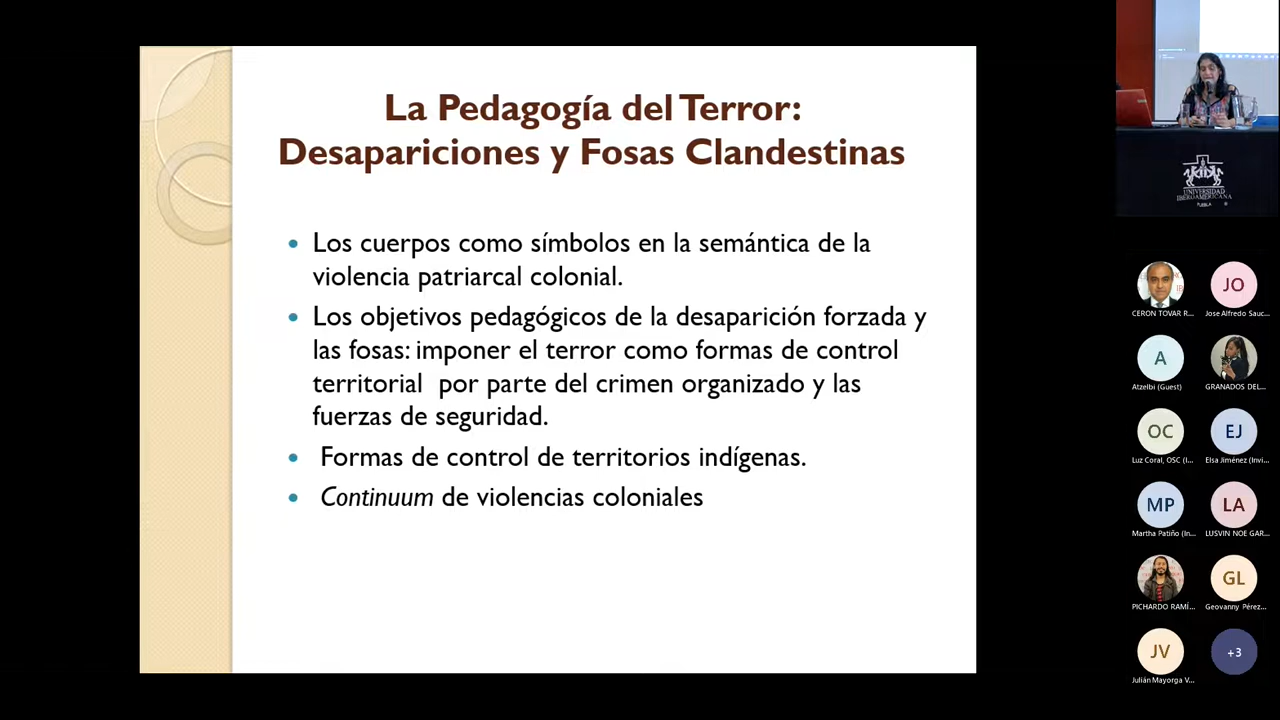 La Pedagogía del Terror:
Desapariciones y Fosas Clandestinas
• Los cuerpos como símbolos en la semántica de la
violencia patriarcal colonial.
• Los objetivos pedagógicos de la desaparición forzada y
las fosas: imponer el terror como formas de control
territorial por parte del crimen organizado y las
fuerzas de seguridad.
• Formas de control de territorios indígenas.
• Continuum de violencias coloniales
UNIVERSIDAD
IBEROAMERICANA
PUEBLA ®
CERON TOVAR R...
JO
Jose Alfredo Sauc...
A
Atzelbi (Guest)
GRANADOS DEL...
OC
Luz Coral, OSC (I...
EJ
Elsa Jiménez (Invi...
MP
Martha Patiño (In...
LA
LUSVIN NOE GAR...
PICHARDO RAMÍ...
GL
Geovanny Pérez...
JV
Julián Mayorga V...
+3